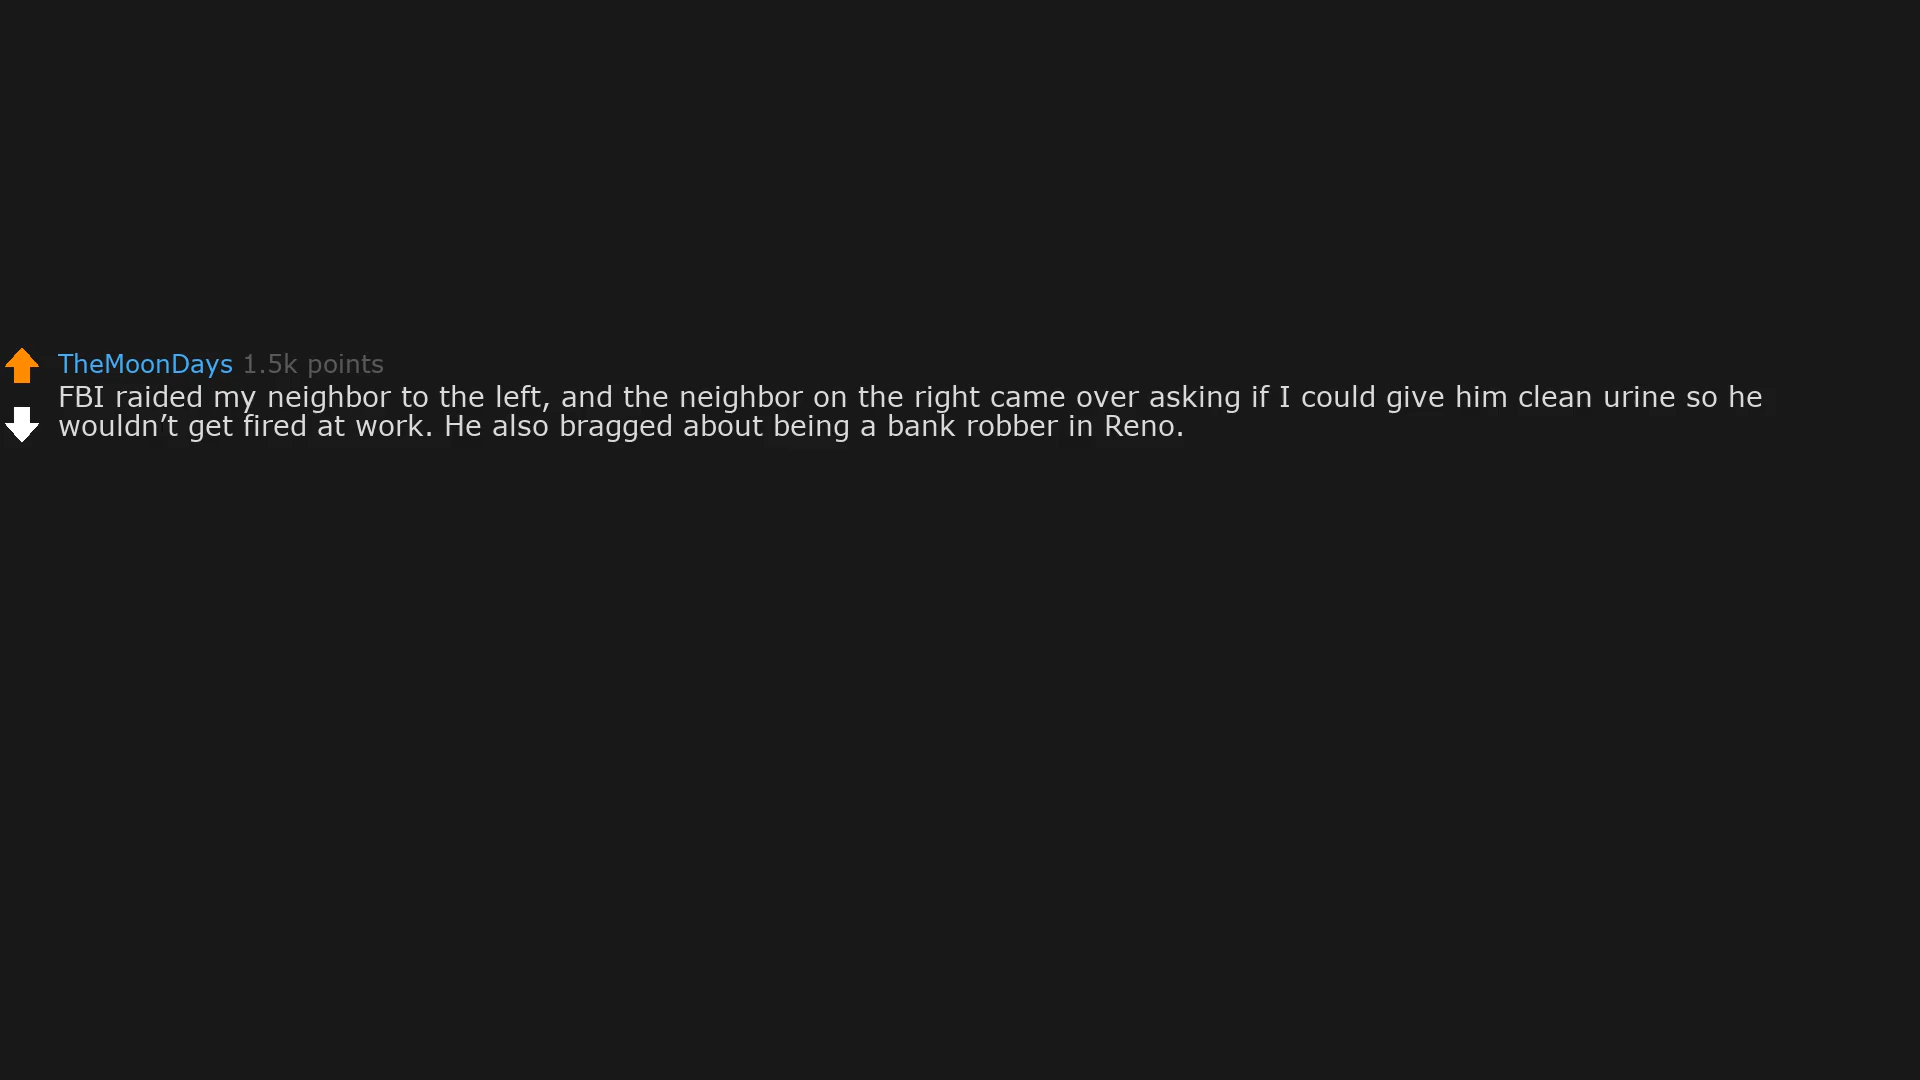 TheMoonDays 1.5k points
FBI raided my neighbor to the left, and the neighbor on the right came over asking if I could give him clean urine so he
wouldn’t get fired at work. He also bragged about being a bank robber in Reno.